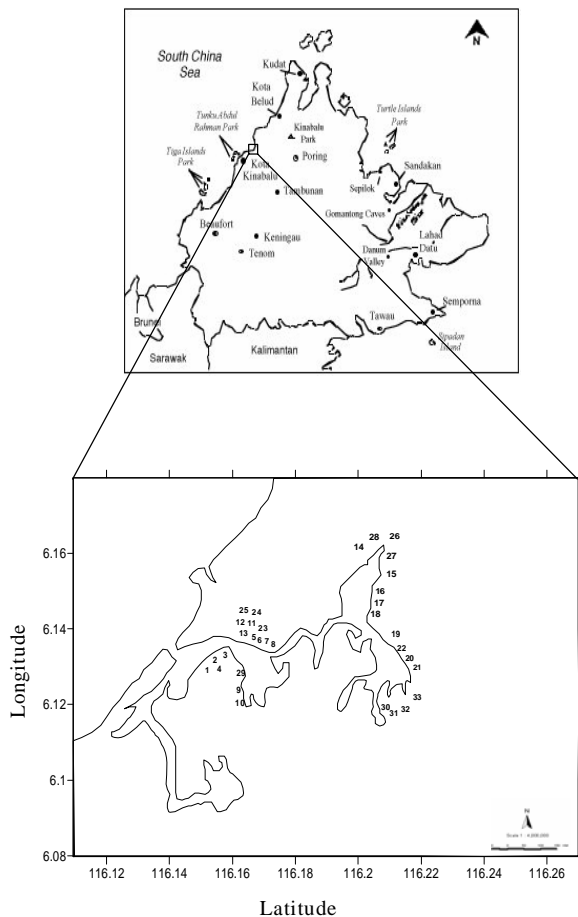 South China
Sea
N
Kudat
Kota
Belud
Tunku Abdul
Rahman Park
Turtle Islands
Park
Kinabalu
Park
Tiga Islands
Park
Poring
Kota
Kinabalu
Sandakan
Sepilok
Tambunan
Gomantong Caves
Beaufort
Keningau
Tenom
Danum
Valley
Lahad
Datu
Semporna
Tawau
Sipadan
Island
Brunei
Sarawak
Kalimantan
Longitude
6.16
6.14
6.12
6.1
6.08
28 26
14
27
15
16
17
18
25 24
12 11 23
13 5 6 7 8
19
22
20
21
2 3
1 4
29
9
10
33
30 31 32
N
116.12 116.14 116.16 116.18 116.2 116.22 116.24 116.26
Latitude